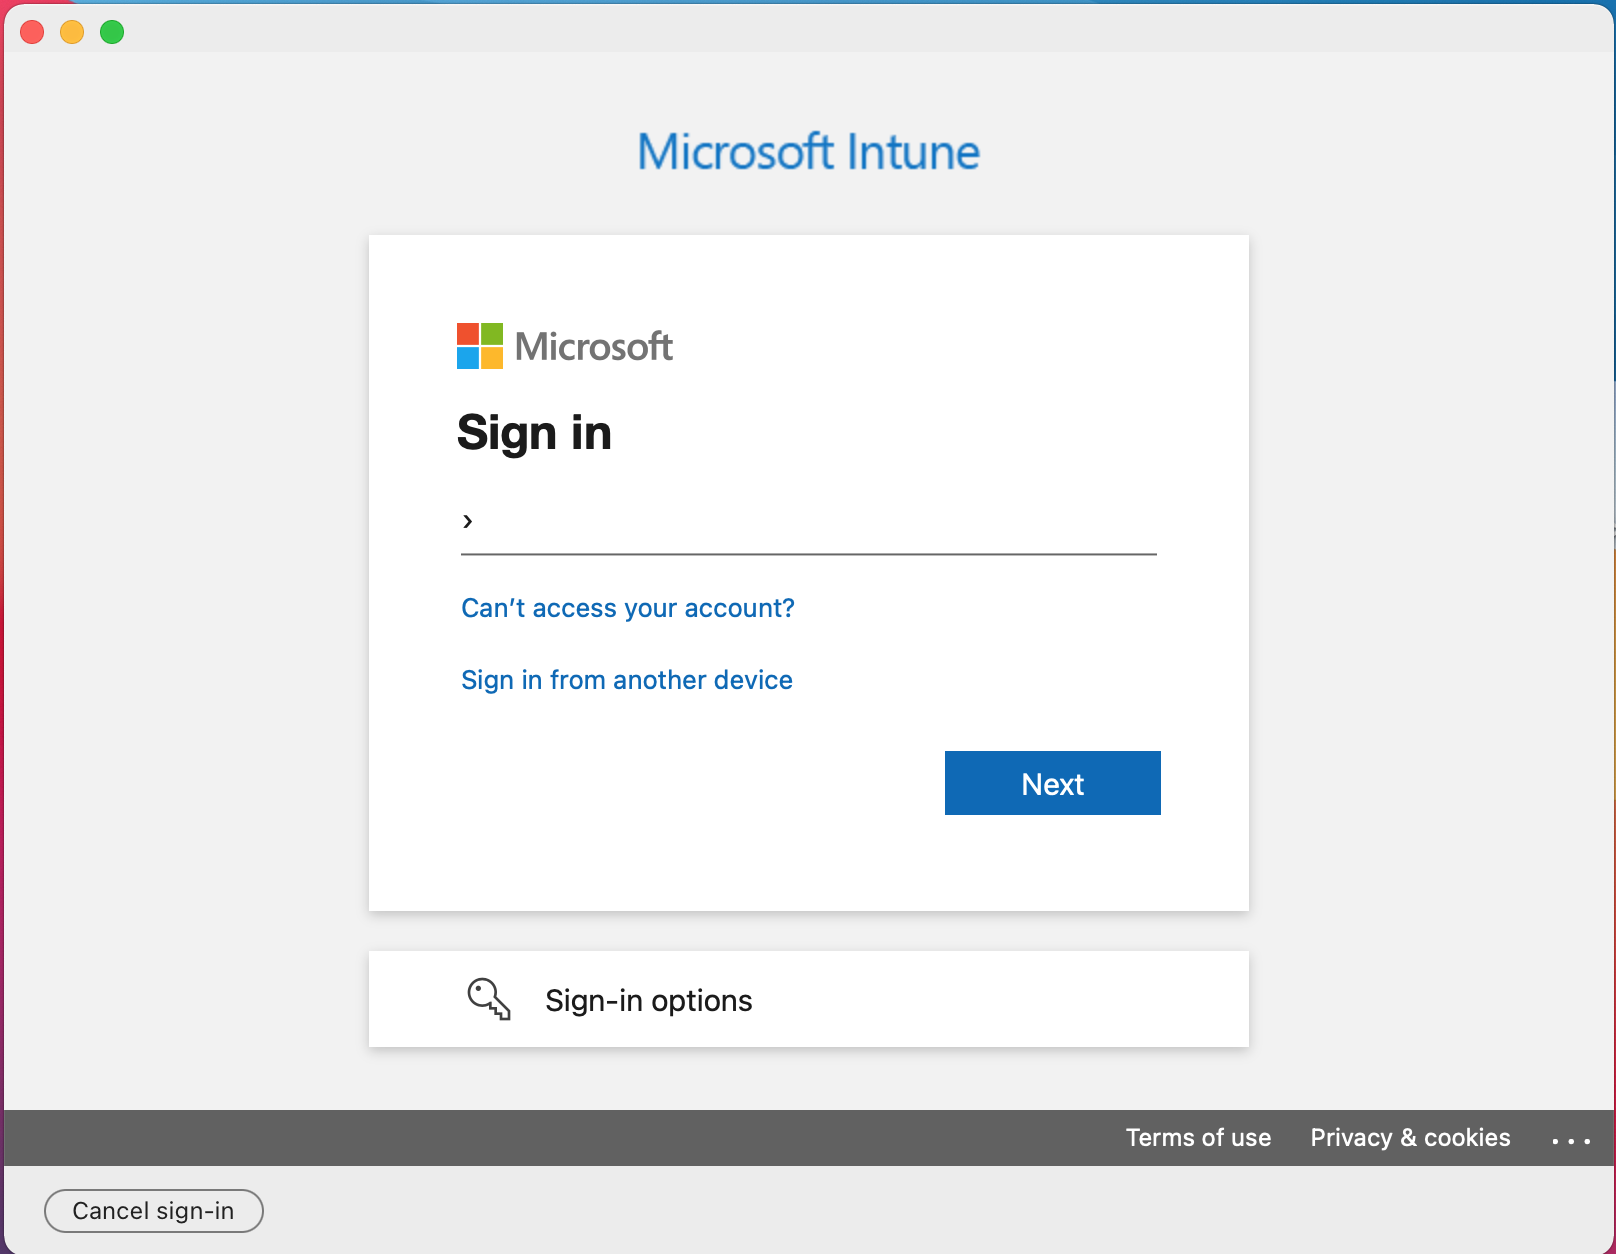 Microsoft Intune
Microsoft
Sign in
›
Can’t access your account?
Sign in from another device
Next
Sign-in options
Terms of use Privacy & cookies ...
Cancel sign-in